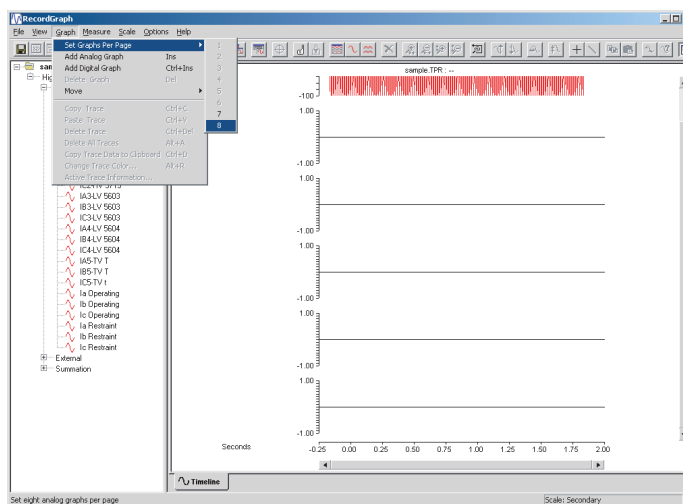 RecordGraph
File View Graph Measure Scale Options Help
Set Graphs Per Page
Add Analog Graph Ins
Add Digital Graph Ctrl+Ins
Delete Graph Del
Move
Copy Trace Ctrl+C
Paste Trace Ctrl+V
Delete Trace Ctrl+Del
Delete All Traces Alt+A
Copy Trace Data to Clipboard Ctrl+D
Change Trace Color... Alt+R
Active Trace Information...
1
2
3
4
5
6
7
8
IA3-LV 5603
IB3-LV 5603
IC3-LV 5603
IA4-LV 5604
IB4-LV 5604
IC4-LV 5604
IA5-TV T
IB5-TV T
IC5-TV t
Ia Operating
Ib Operating
Ic Operating
Ia Restraint
Ib Restraint
Ic Restraint
External
Summation
sample.TPR : --
-100
1.00
-1.00
1.00
-1.00
1.00
-1.00
1.00
-1.00
1.00
-1.00
Seconds
-0.25 0.00 0.25 0.50 0.75 1.00 1.25 1.50 1.75 2.00
Timeline
Set eight analog graphs per page
Scale: Secondary